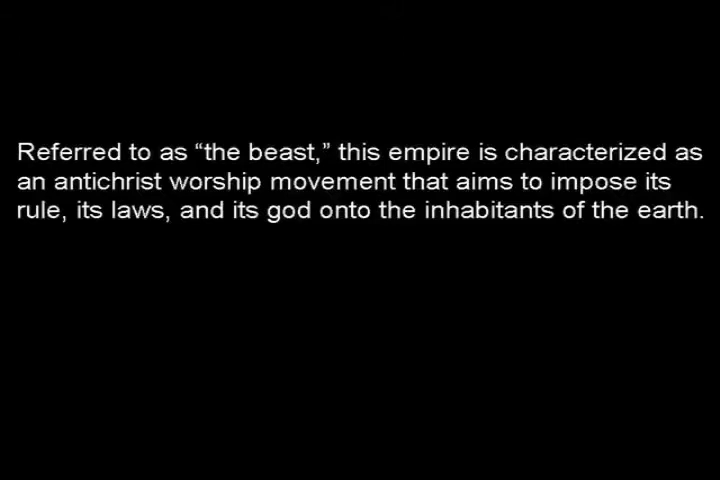 Referred to as “the beast,” this empire is characterized as
an antichrist worship movement that aims to impose its
rule, its laws, and its god onto the inhabitants of the earth.